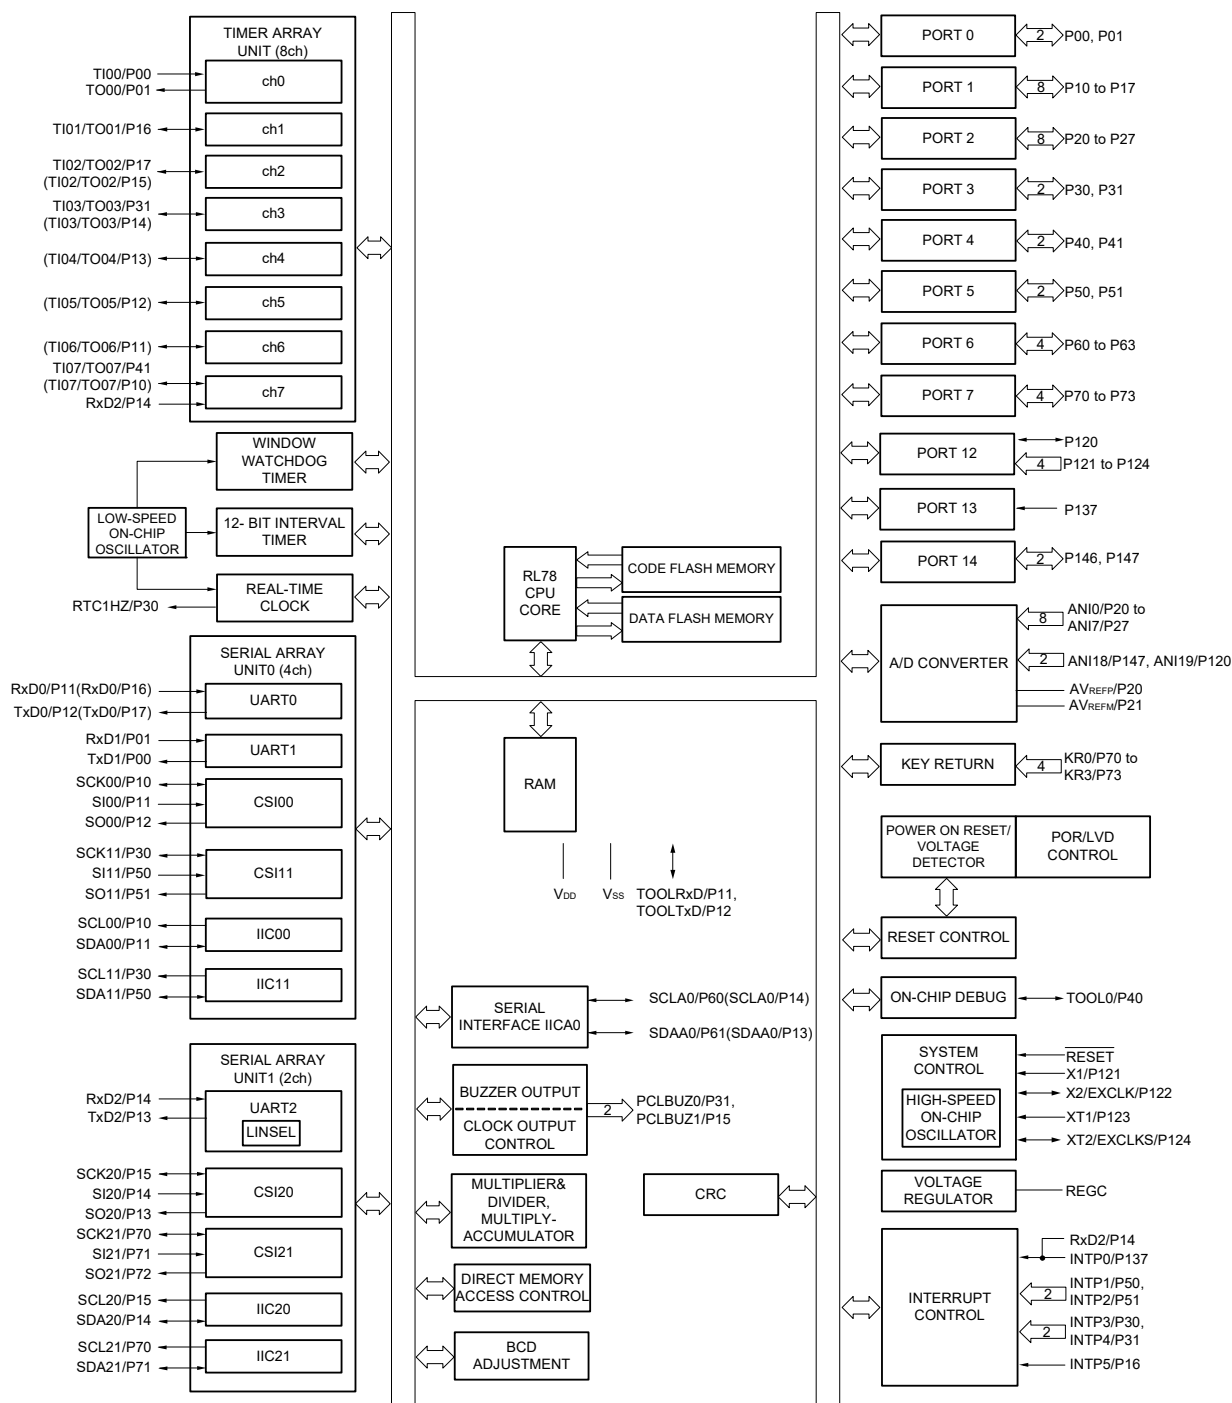 TIMER ARRAY
UNIT (8ch)
TI00/P00
TO00/P01
ch0
TI01/TO01/P16
ch1
TI02/TO02/P17
(TI02/TO02/P15)
ch2
TI03/TO03/P31
(TI03/TO03/P14)
ch3
(TI04/TO04/P13)
ch4
(TI05/TO05/P12)
ch5
(TI06/TO06/P11)
ch6
TI07/TO07/P41
(TI07/TO07/P10)
RxD2/P14
ch7
WINDOW
WATCHDOG
TIMER
LOW-SPEED
ON-CHIP
OSCILLATOR
12- BIT INTERVAL
TIMER
REAL-TIME
CLOCK
RTC1HZ/P30
SERIAL ARRAY
UNIT0 (4ch)
RxD0/P11(RxD0/P16)
TxD0/P12(TxD0/P17)
UART0
RxD1/P01
TxD1/P00
UART1
SCK00/P10
SI00/P11
SO00/P12
CSI00
SCK11/P30
SI11/P50
SO11/P51
CSI11
SCL00/P10
SDA00/P11
IIC00
SCL11/P30
SDA11/P50
IIC11
SERIAL ARRAY
UNIT1 (2ch)
RxD2/P14
TxD2/P13
UART2
LINSEL
SCK20/P15
SI20/P14
SO20/P13
CSI20
SCK21/P70
SI21/P71
SO21/P72
CSI21
SCL20/P15
SDA20/P14
IIC20
SCL21/P70
SDA21/P71
IIC21
RL78
CPU
CORE
CODE FLASH MEMORY
DATA FLASH MEMORY
RAM
VDD
VSS
TOOLRxD/P11,
TOOLTxD/P12
SERIAL
INTERFACE IICA0
SCLA0/P60(SCLA0/P14)
SDAA0/P61(SDAA0/P13)
BUZZER OUTPUT
CLOCK OUTPUT
CONTROL
2
PCLBUZ0/P31,
PCLBUZ1/P15
MULTIPLIER&
DIVIDER,
MULTIPLY-
ACCUMULATOR
CRC
DIRECT MEMORY
ACCESS CONTROL
BCD
ADJUSTMENT
PORT 0
2
P00, P01
PORT 1
8
P10 to P17
PORT 2
8
P20 to P27
PORT 3
2
P30, P31
PORT 4
2
P40, P41
PORT 5
2
P50, P51
PORT 6
4
P60 to P63
PORT 7
4
P70 to P73
PORT 12
P120
4
P121 to P124
PORT 13
P137
PORT 14
2
P146, P147
A/D CONVERTER
8
ANI0/P20 to
ANI7/P27
2
ANI18/P147, ANI19/P120
AVREFP/P20
AVREFM/P21
KEY RETURN
4
KR0/P70 to
KR3/P73
POWER ON RESET/
VOLTAGE
DETECTOR
POR/LVD
CONTROL
RESET CONTROL
ON-CHIP DEBUG
TOOL0/P40
SYSTEM
CONTROL
HIGH-SPEED
ON-CHIP
OSCILLATOR
RESET
X1/P121
X2/EXCLK/P122
XT1/P123
XT2/EXCLKS/P124
VOLTAGE
REGULATOR
REGC
INTERRUPT
CONTROL
RxD2/P14
INTP0/P137
2
INTP1/P50,
INTP2/P51
2
INTP3/P30,
INTP4/P31
INTP5/P16